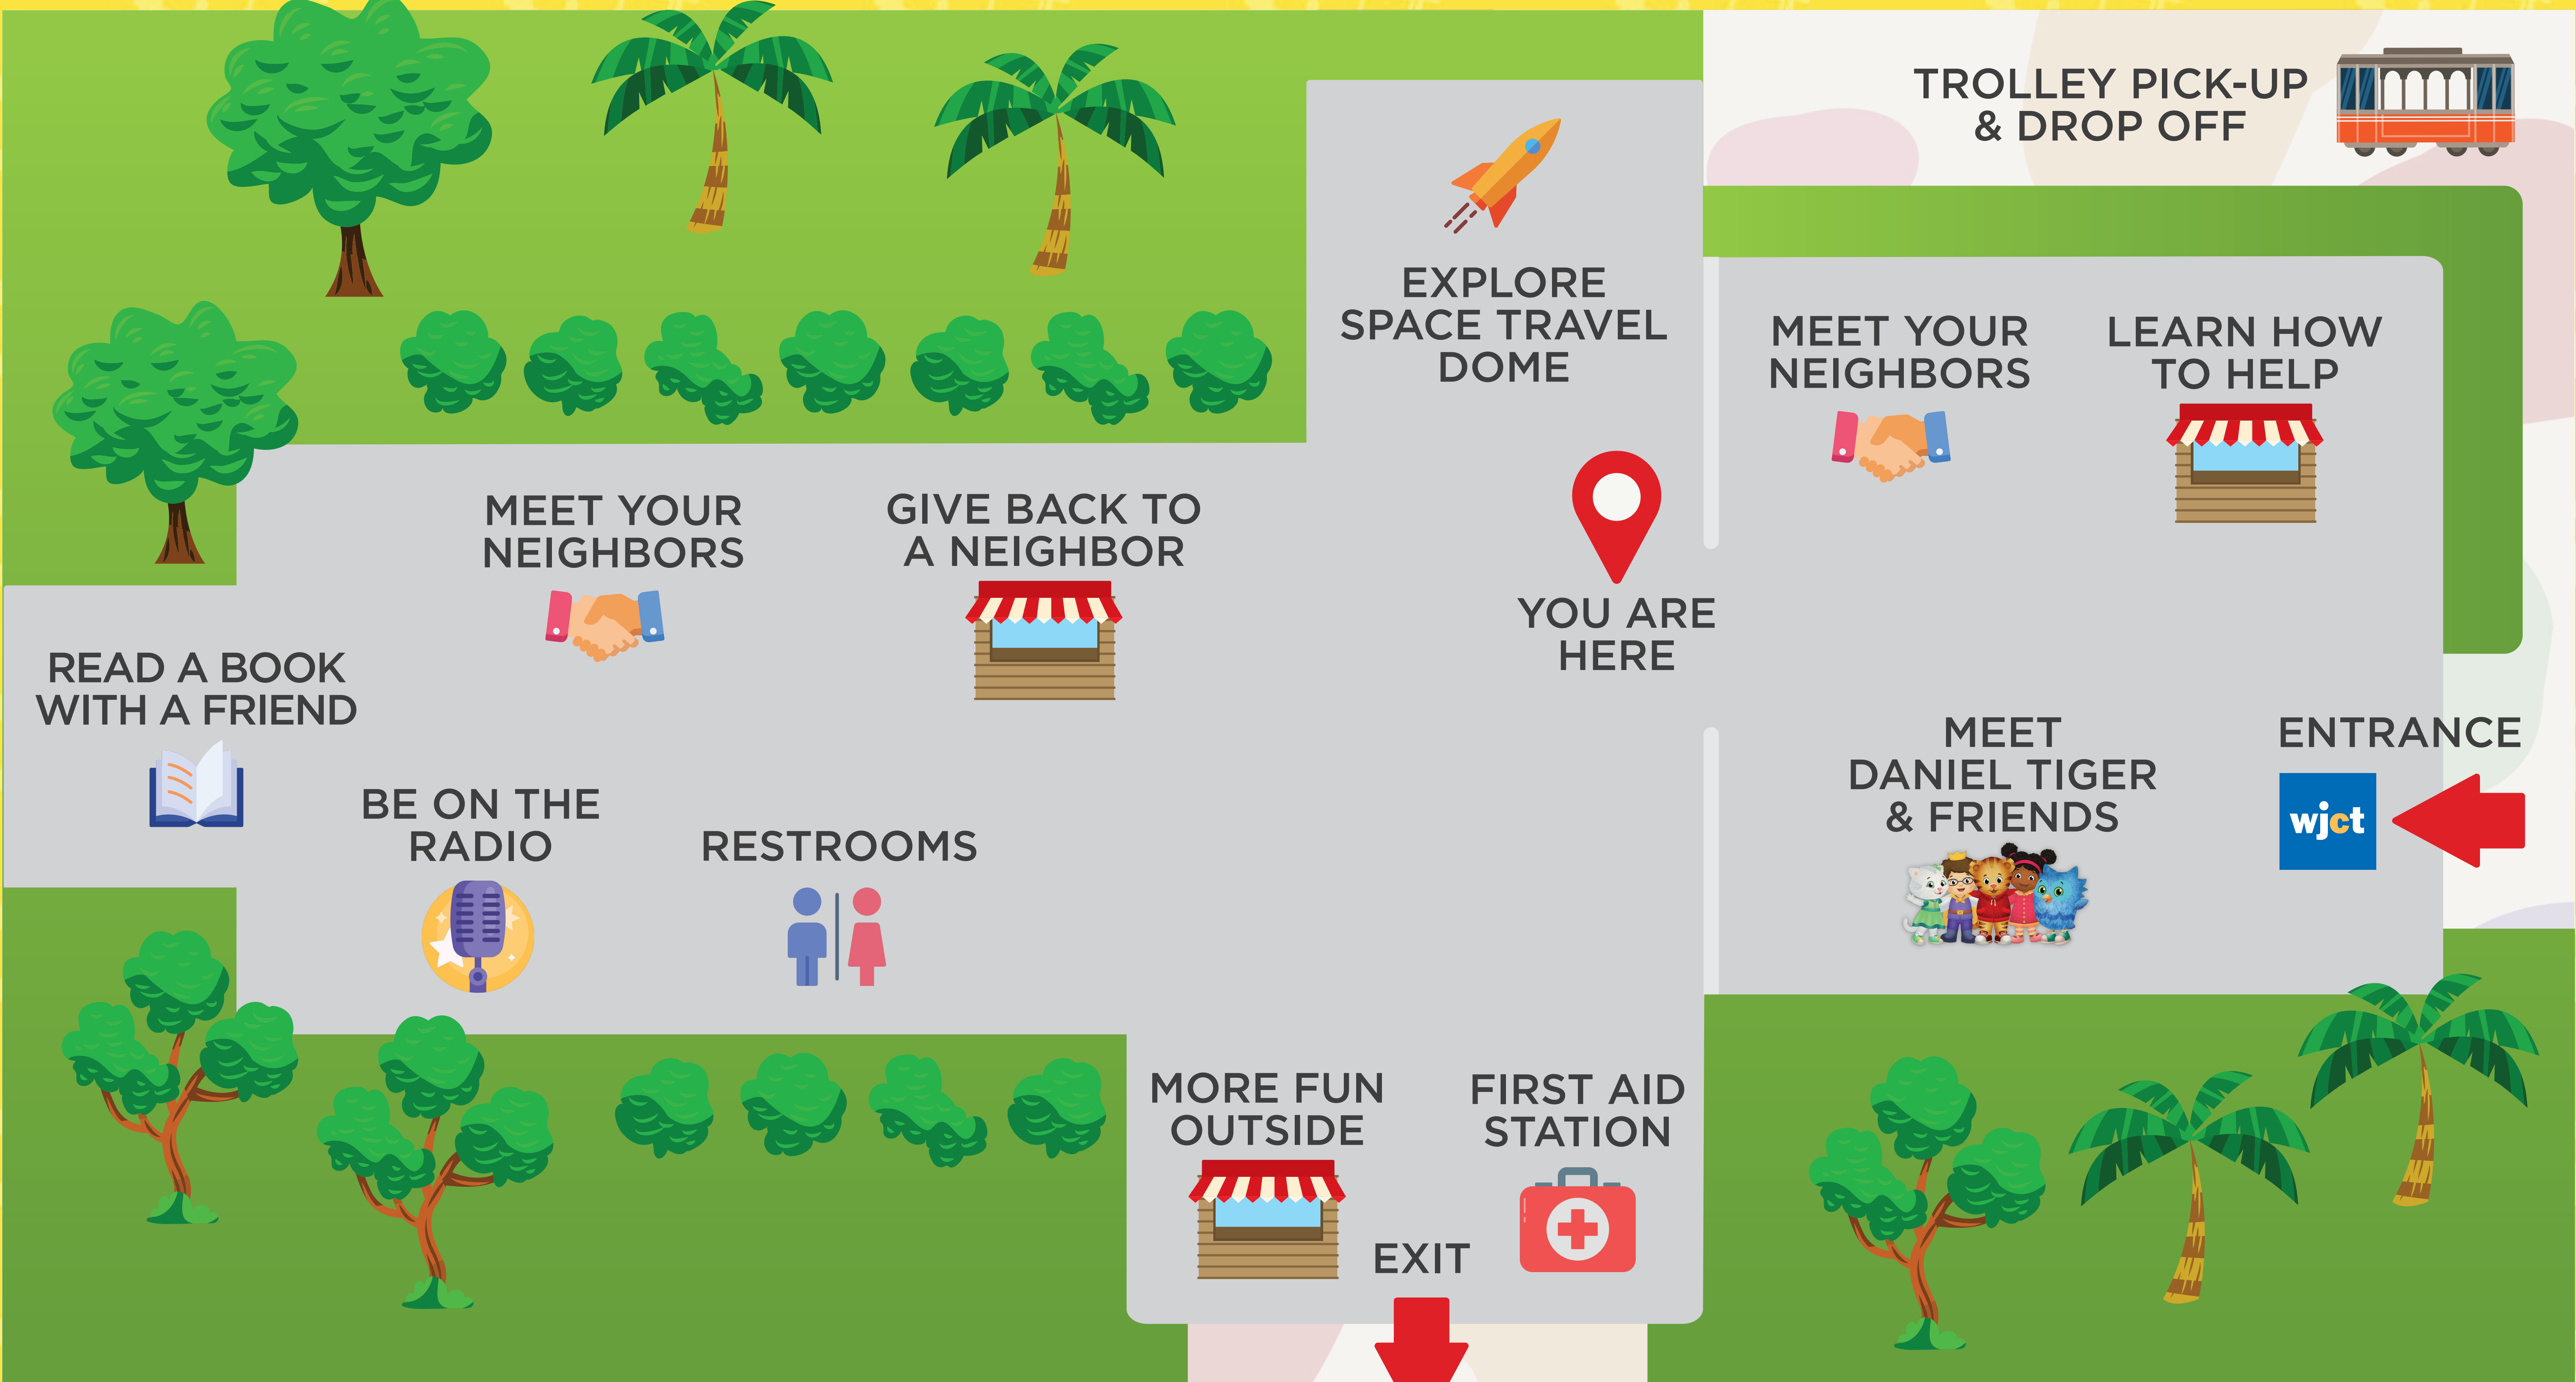 TROLLEY PICK-UP
& DROP OFF
EXPLORE
SPACE TRAVEL
DOME
MEET YOUR
NEIGHBORS
LEARN HOW
TO HELP
MEET YOUR
NEIGHBORS
GIVE BACK TO
A NEIGHBOR
YOU ARE
HERE
READ A BOOK
WITH A FRIEND
MEET
DANIEL TIGER
& FRIENDS
ENTRANCE
wjct
BE ON THE
RADIO
RESTROOMS
MORE FUN
OUTSIDE
FIRST AID
STATION
EXIT